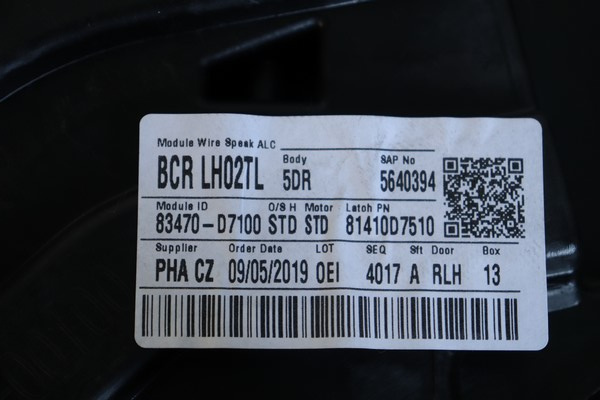 Module Wire Speak ALC
BCR LH02TL
Body
5DR
SAP No
5640394
Module ID O/S H Motor Latch PN
83470-D7100 STD STD 81410D7510
Supplier Order Date LOT SEQ Sft Door Box
PHA CZ 09/05/2019 OEI 4017 A RLH 13